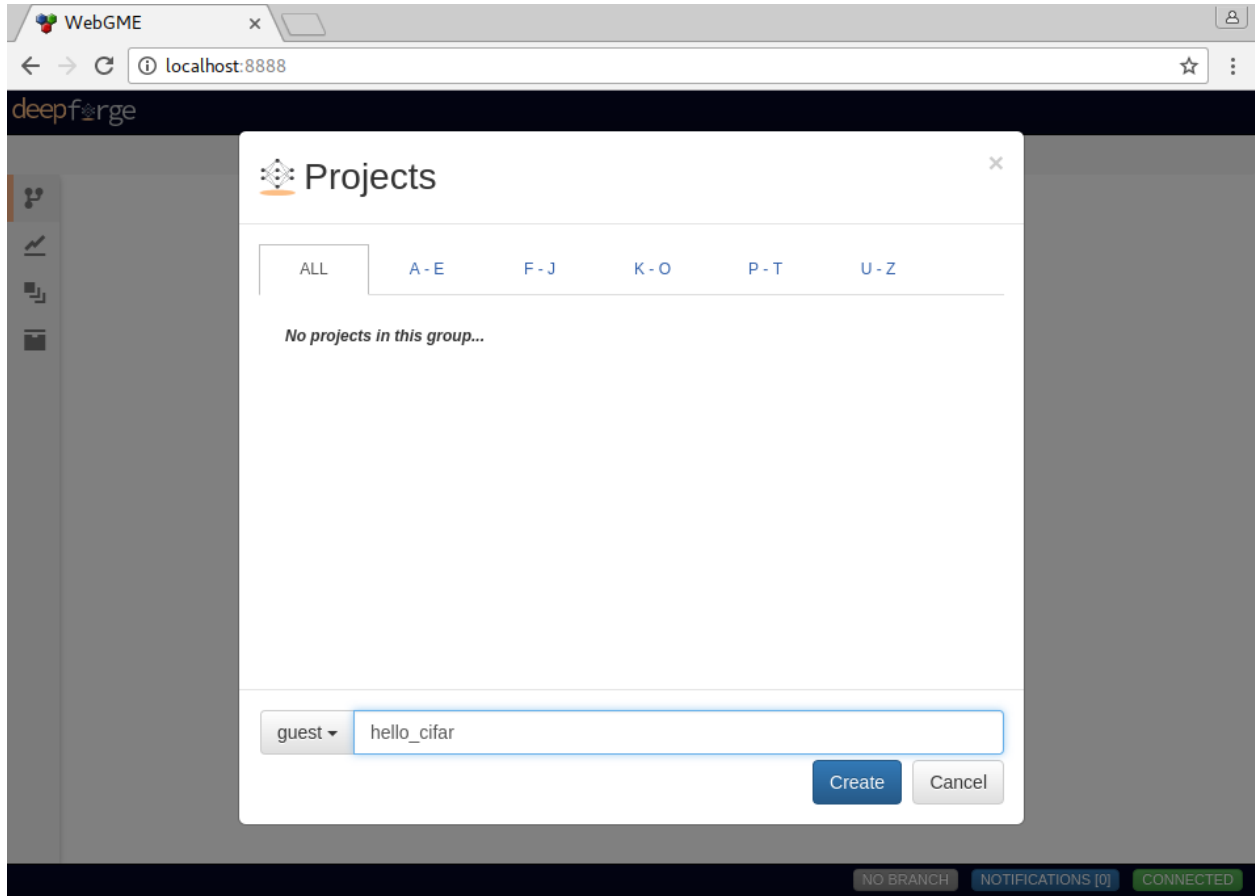 WebGME
localhost:8888
deepforge
Projects
ALL A - E F - J K - O P - T U - Z
No projects in this group...
guest hello_cifar
Create Cancel
NO BRANCH NOTIFICATIONS [0] CONNECTED